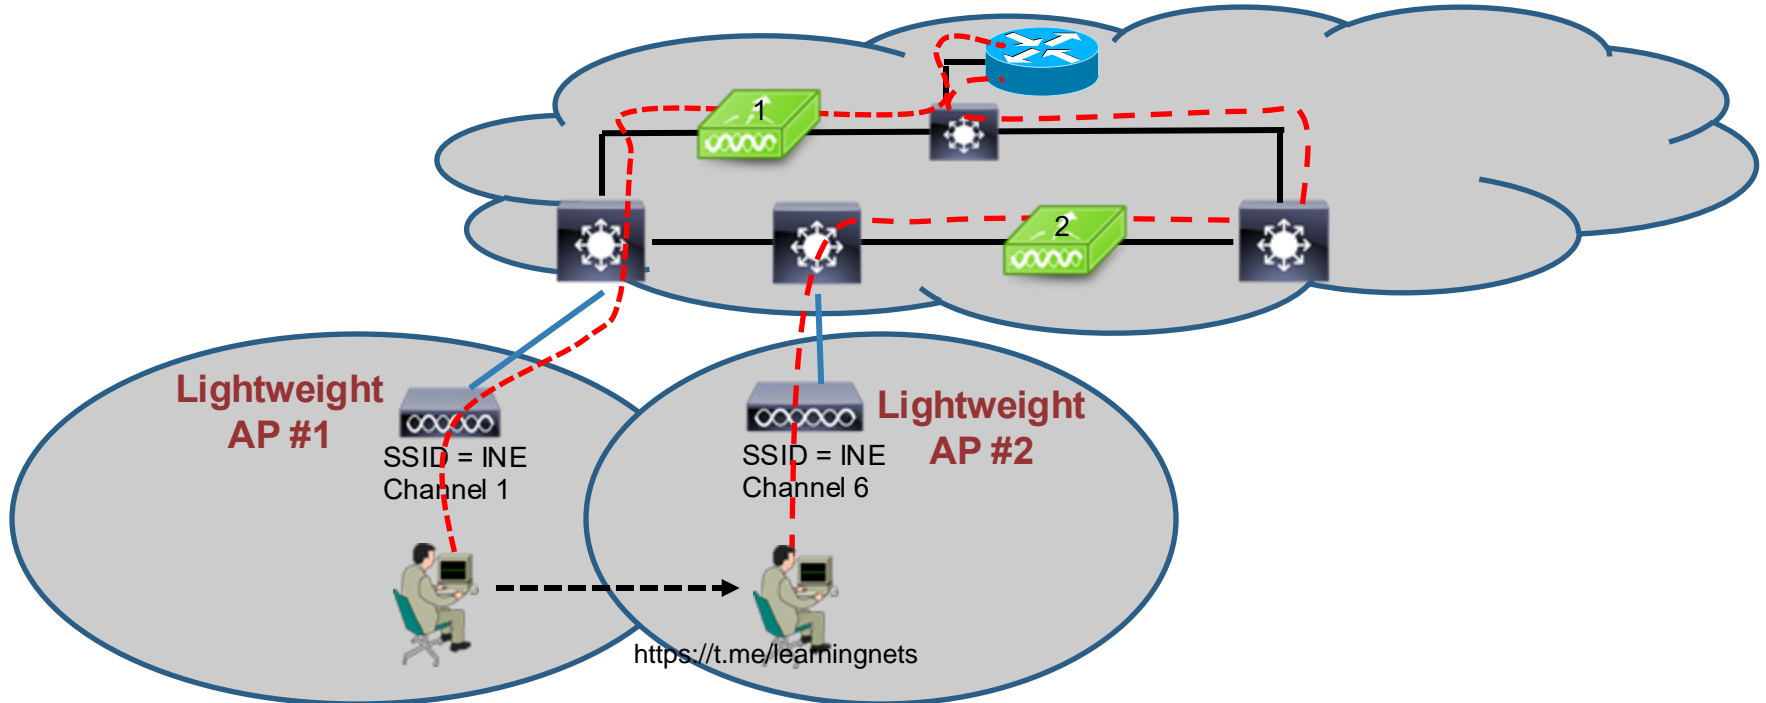 1
2
Lightweight
AP #1
SSID = INE
Channel 1
Lightweight
AP #2
SSID = INE
Channel 6
https://t.me/learningnets